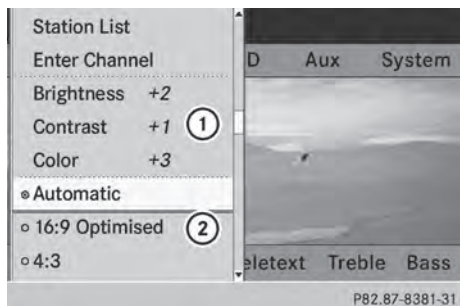 Station List
Enter Channel
D Aux System
Brightness +2
Contrast +1
1
Color +3
Automatic
16:9 Optimised
2
4:3
eletext Treble Bass
P82.87-8381-31